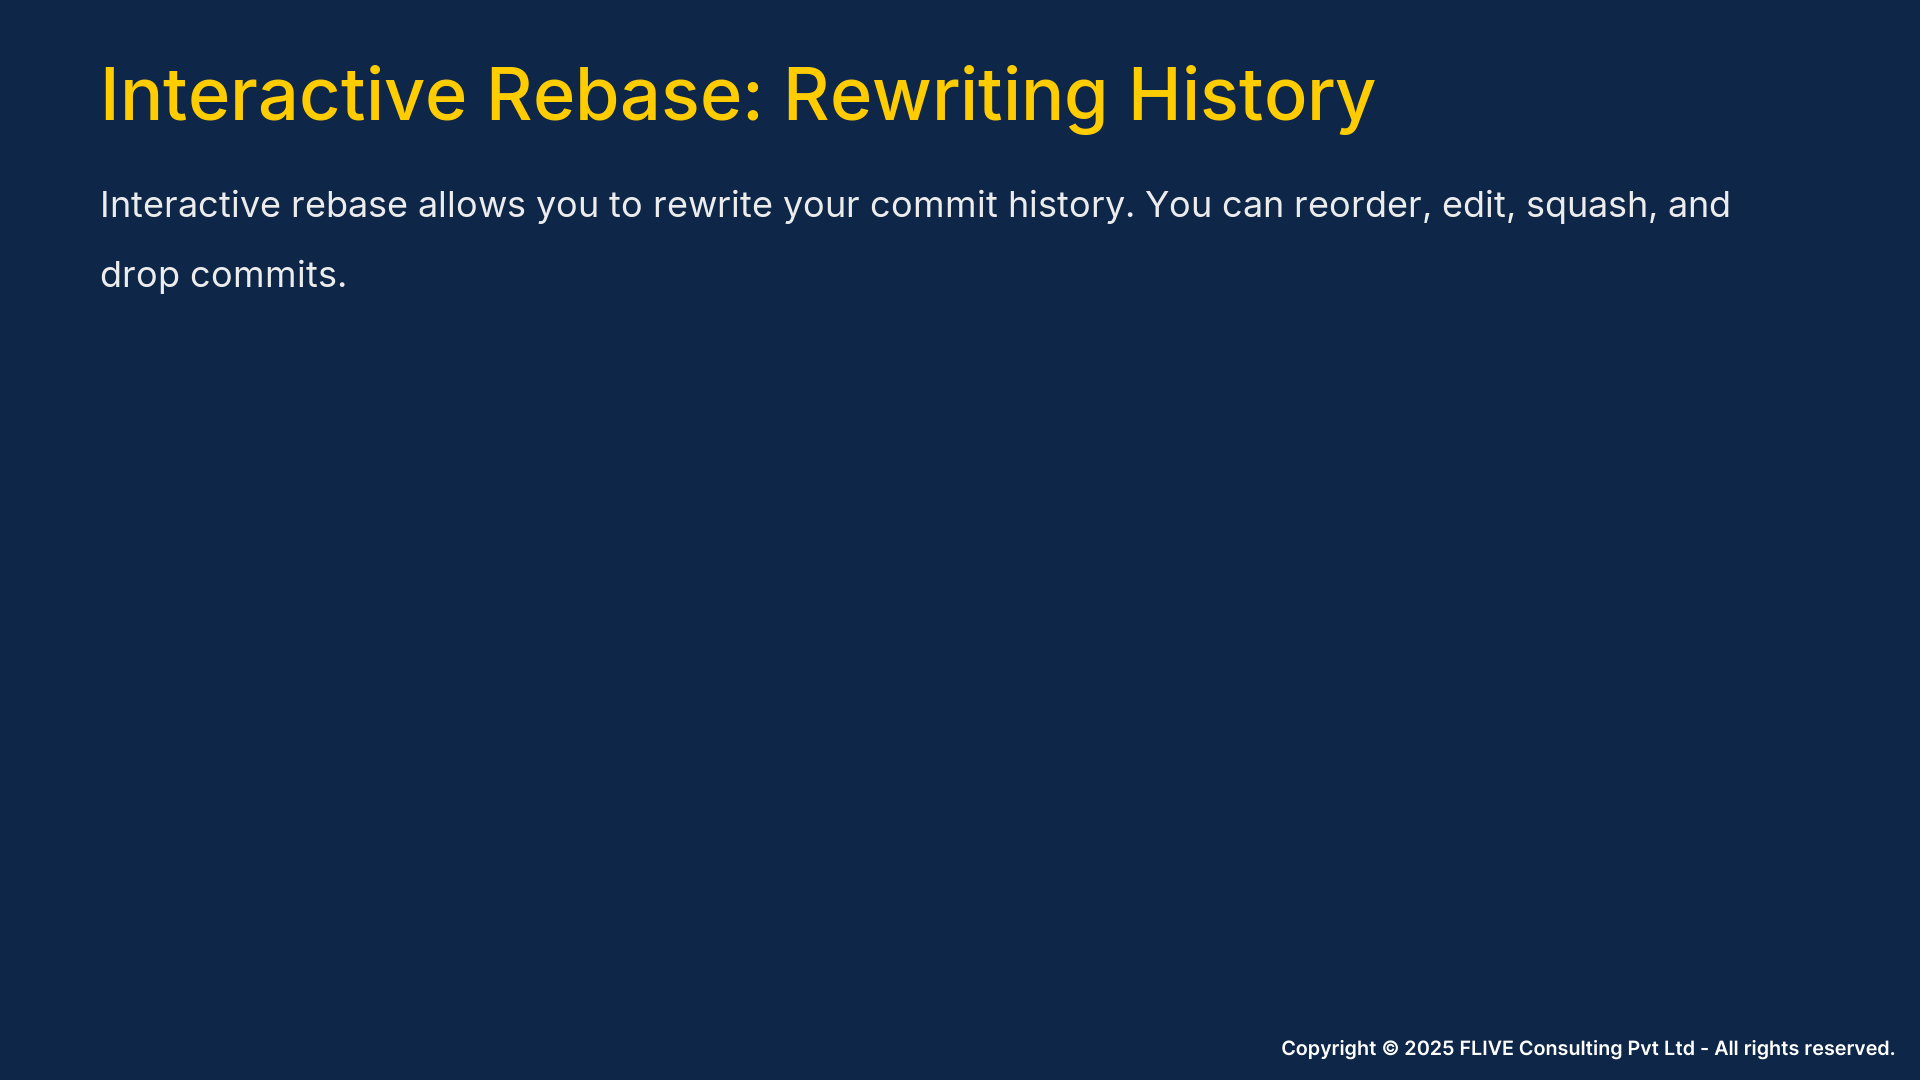 Interactive Rebase: Rewriting History
Interactive rebase allows you to rewrite your commit history. You can reorder, edit, squash, and
drop commits.
Copyright © 2025 FLIVE Consulting Pvt Ltd - All rights reserved.